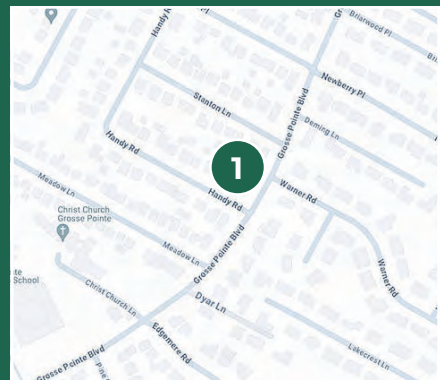 Briarwood Pl
Handy R
Gr
Bri
Newberry Pl
Stanton Ln
Deming Ln
Grosse Pointe Blvd
Handy Rd
1
Meadow Ln
Handy Rd
Warner Rd
Christ Church
Grosse Pointe
Meadow Ln
Grosse Pointe Blvd
te
School
Warner Rd
Christ Church Ln
Dyar Ln
Edgemere Rd
Lakecrest Ln
Grosse Pointe Blvd